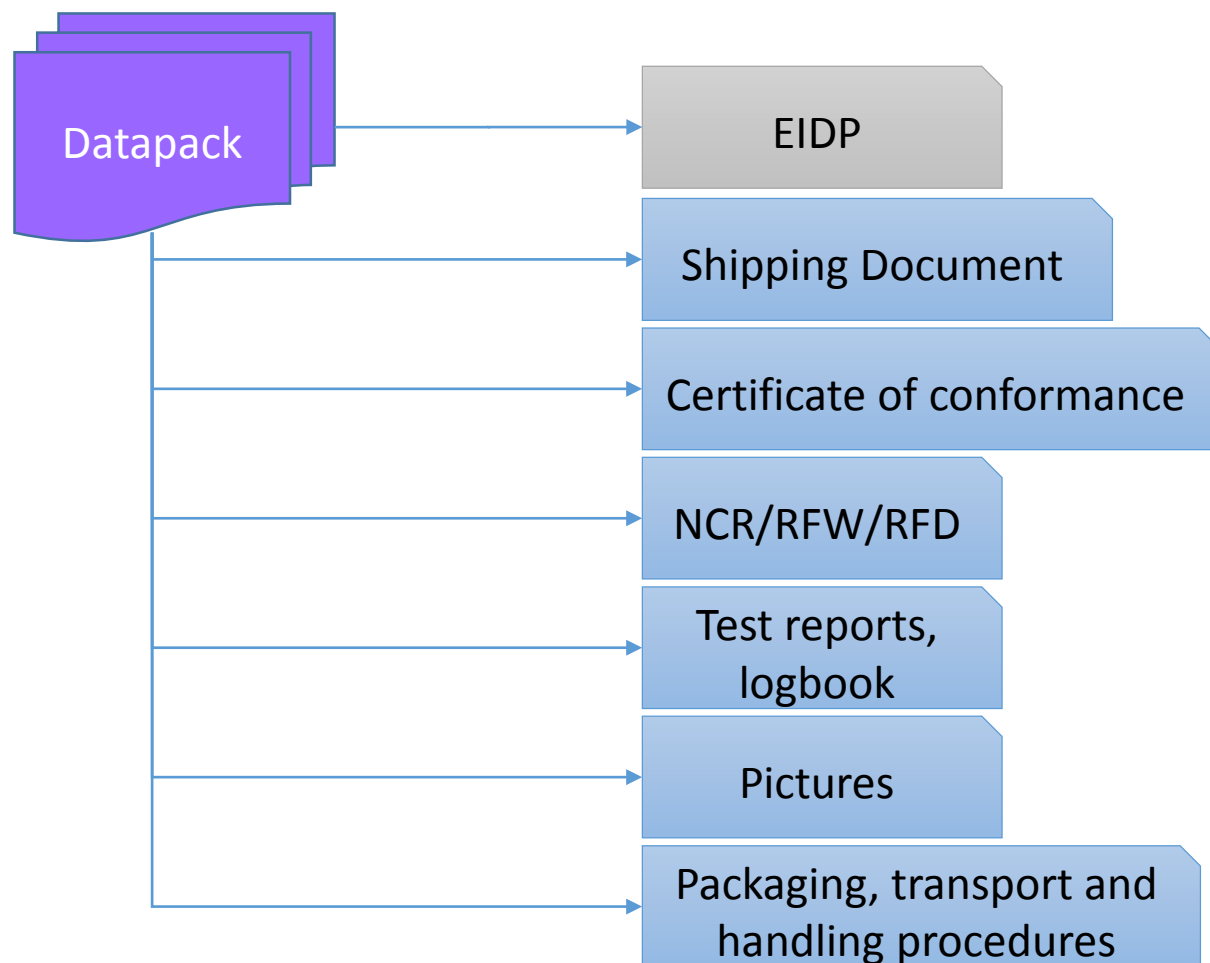 Datapack
EIDP
Shipping Document
Certificate of conformance
NCR/RFW/RFD
Test reports,
logbook
Pictures
Packaging, transport and
handling procedures